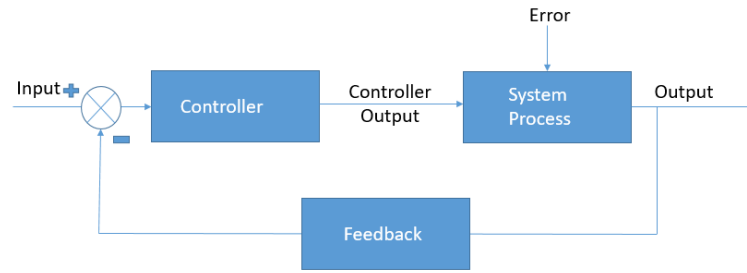 Error
Input
Controller
Controller
Output
System
Process
Output
Feedback